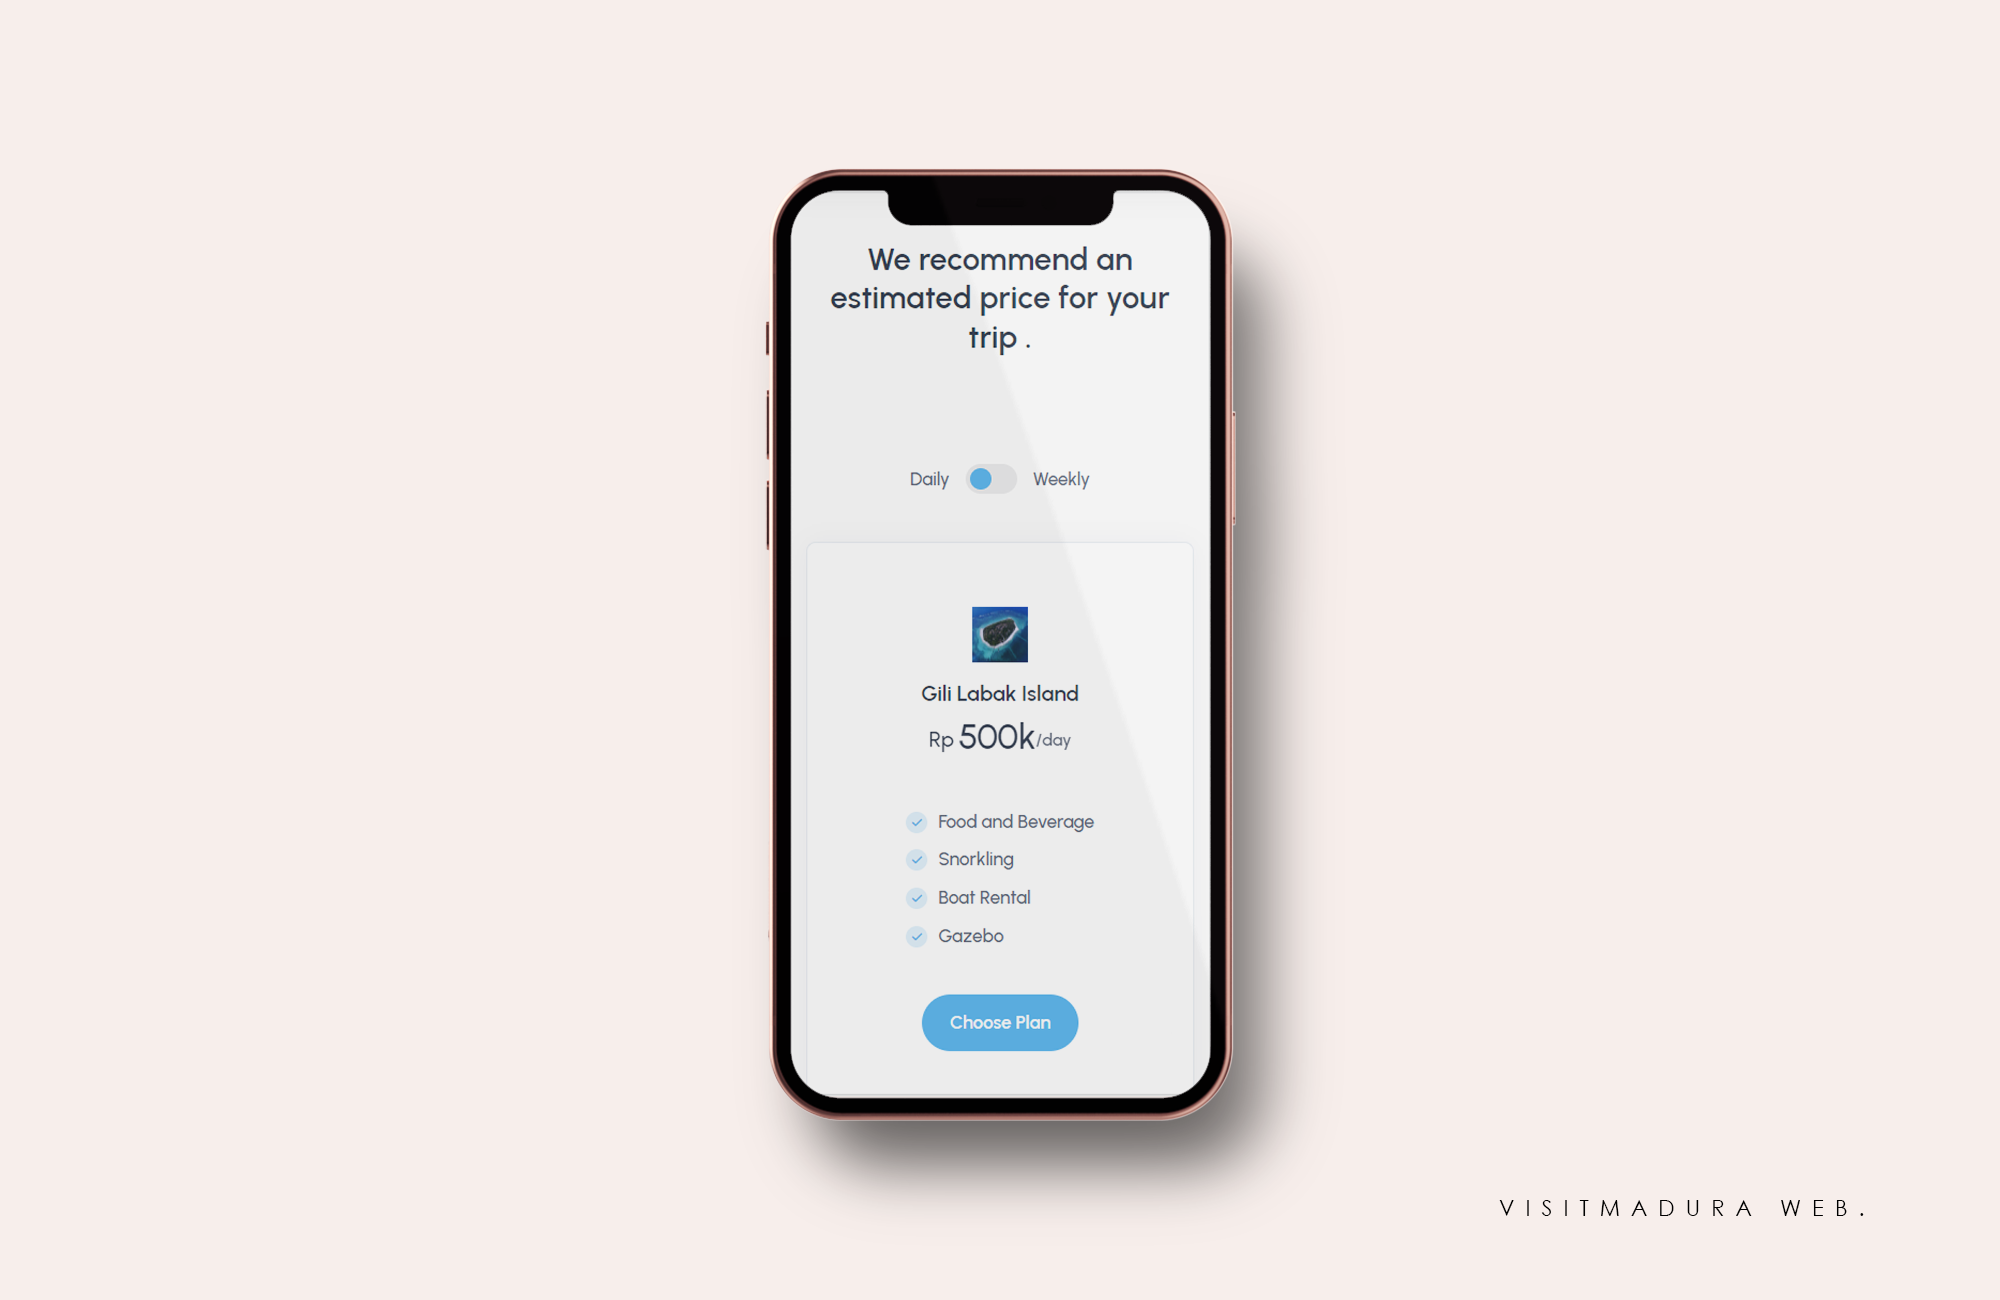 We recommend an
estimated price for your
trip .
Daily Weekly
Gili Labak Island
Rp 500k/day
Food and Beverage
Snorkling
Boat Rental
Gazebo
Choose Plan
VISITMADURA WEB.